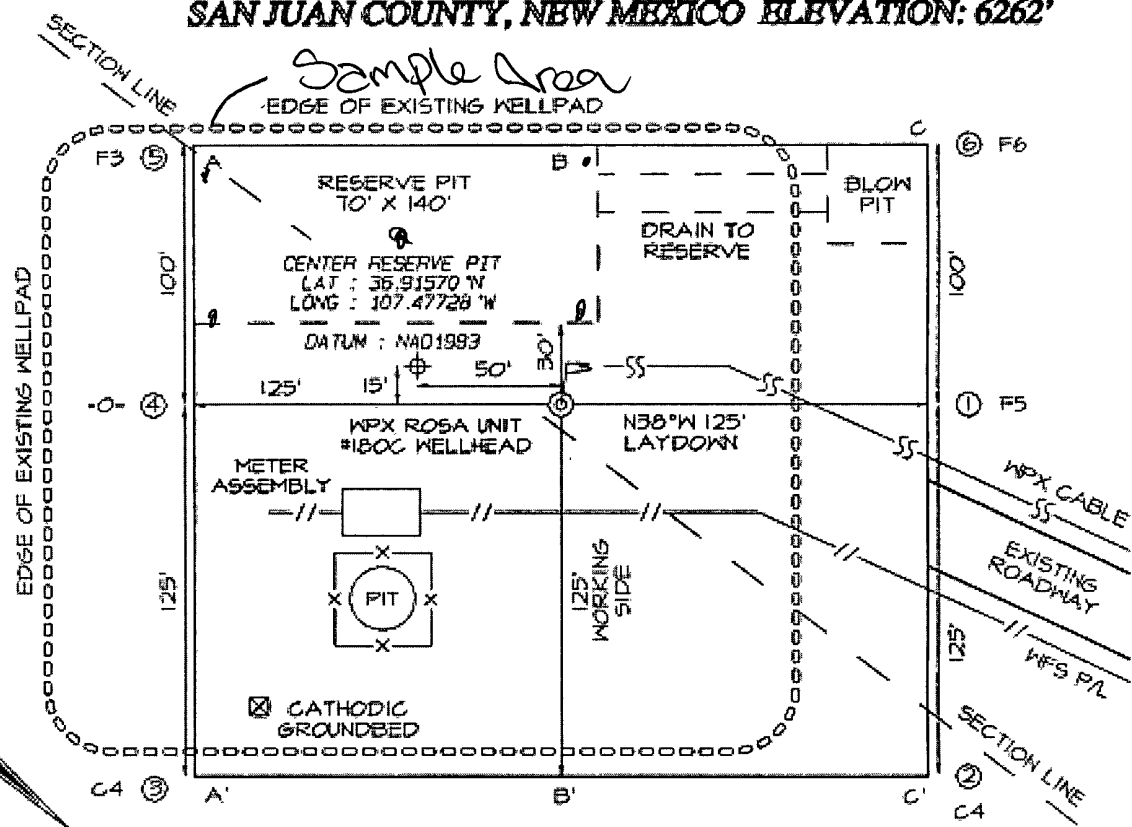 SAN JUAN COUNTY, NEW MEXICO ELEVATION: 6262'
SECTION LINE
Sample Area
EDGE OF EXISTING WELLPAD
F3 ⑤
A
B
C
⑥ F6
RESERVE PIT
70' X 140'
BLOW
PIT
DRAIN TO
RESERVE
CENTER RESERVE PIT
LAT : 36.91570 °N
LONG : 107.47728 °W
DATUM : NAD1983
100'
100'
EDGE OF EXISTING WELLPAD
30'
50'
15'
125'
-0- ④
① F5
WPX ROSA UNIT
#180C WELLHEAD
N38°W 125'
LAYDOWN
METER
ASSEMBLY
WPX CABLE
EXISTING
ROADWAY
WFS P/L
PIT
125'
125'
WORKING
SIDE
125'
CATHODIC
GROUNDBED
SECTION LINE
C4 ③
A'
B'
C'
②
C4